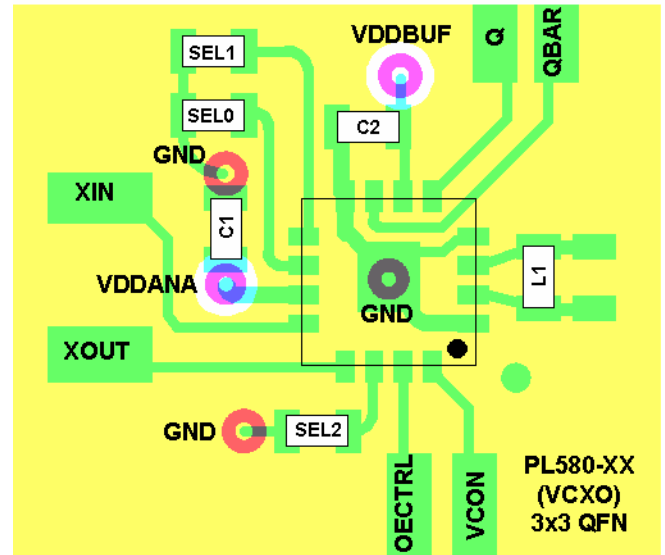 VDDBUF
Q
QBAR
SEL1
SEL0
C2
GND
XIN
C1
VDDANA
L1
GND
XOUT
GND
SEL2
OECTRL
VCON
PL580-XX
(VCXO)
3x3 QFN